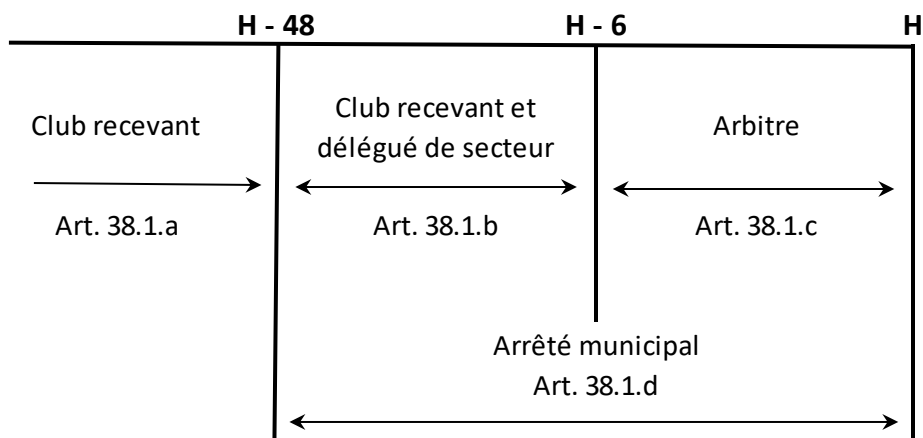 H - 48 H - 6 H
Club recevant
Club recevant et
délégué de secteur
Arbitre
Art. 38.1.a
Art. 38.1.b
Art. 38.1.c
Arrêté municipal
Art. 38.1.d